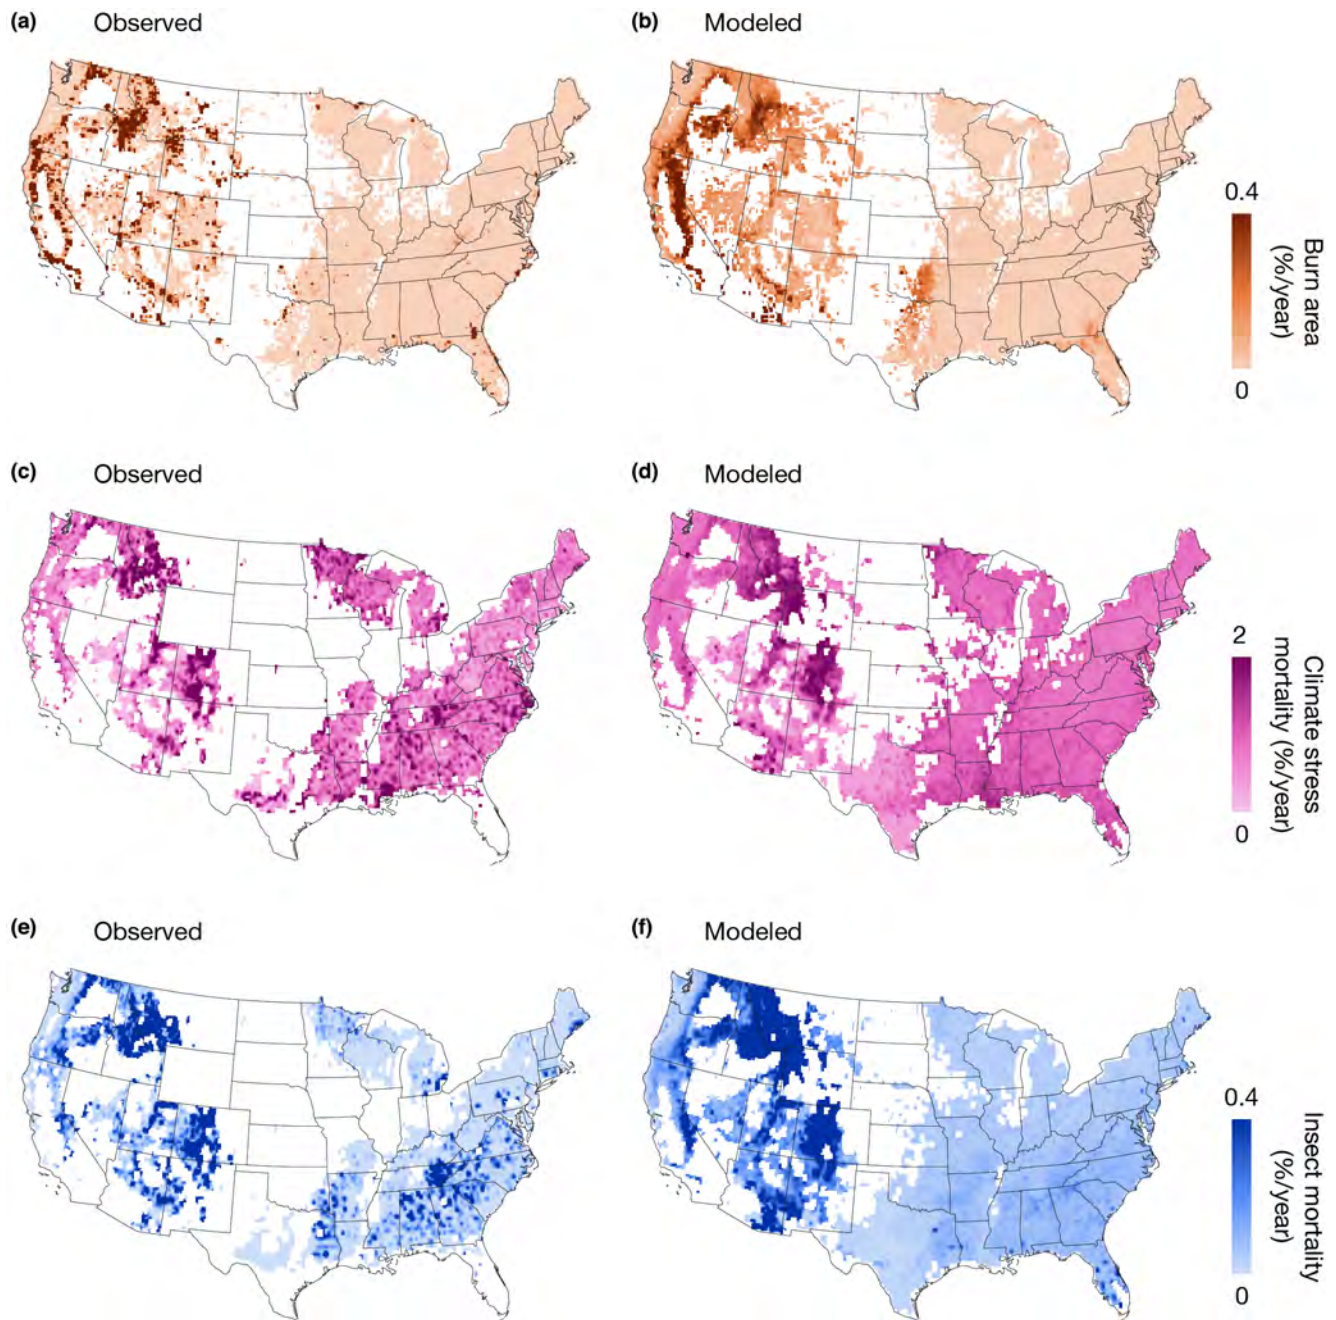 (a) Observed
(b) Modeled
0.4
Burn area
(%/year)
0
(c) Observed
(d) Modeled
2
Climate stress
mortality (%/year)
0
(e) Observed
(f) Modeled
0.4
Insect mortality
(%/year)
0